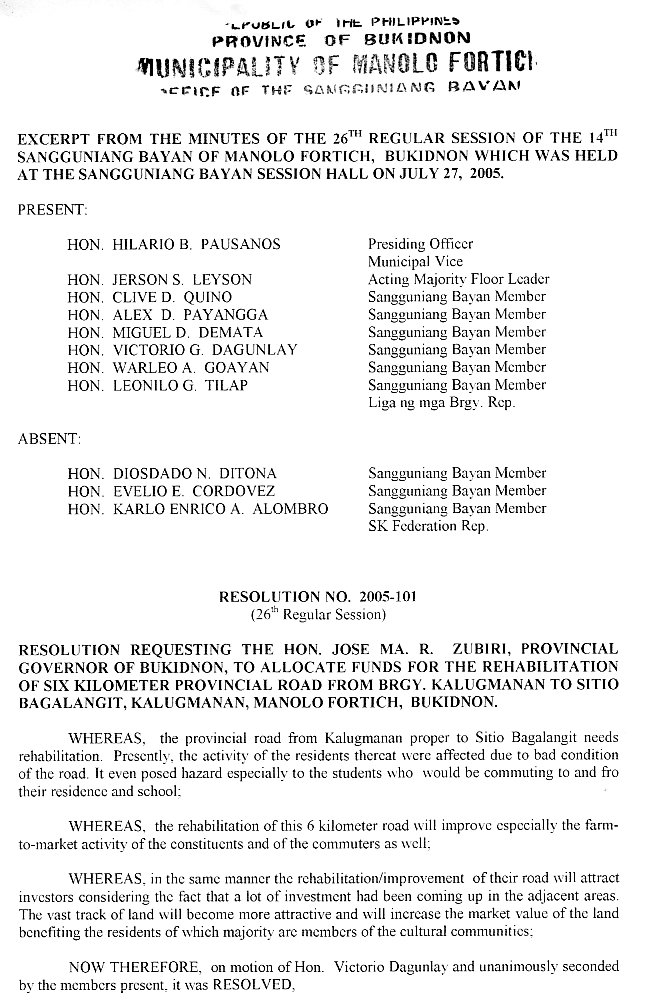 REPUBLIC OF THE PHILIPPINES
PROVINCE OF BUKIDNON
MUNICIPALITY OF MANOLO FORTICH
OFFICE OF THE SANGGUNIANG BAYAN
EXCERPT FROM THE MINUTES OF THE 26TH REGULAR SESSION OF THE 14TH
SANGGUNIANG BAYAN OF MANOLO FORTICH, BUKIDNON WHICH WAS HELD
AT THE SANGGUNIANG BAYAN SESSION HALL ON JULY 27, 2005.
PRESENT:
HON. HILARIO B. PAUSANOS Presiding Officer
Municipal Vice
HON. JERSON S. LEYSON Acting Majority Floor Leader
HON. CLIVE D. QUINO Sangguniang Bayan Member
HON. ALEX D. PAYANGGA Sangguniang Bayan Member
HON. MIGUEL D. DEMATA Sangguniang Bayan Member
HON. VICTORIO G. DAGUNLAY Sangguniang Bayan Member
HON. WARLEO A. GOAYAN Sangguniang Bayan Member
HON. LEONILO G. TILAP Sangguniang Bayan Member
Liga ng mga Brgy. Rep.
ABSENT:
HON. DIOSDADO N. DITONA Sangguniang Bayan Member
HON. EVELIO E. CORDOVEZ Sangguniang Bayan Member
HON. KARLO ENRICO A. ALOMBRO Sangguniang Bayan Member
SK Federation Rep.
RESOLUTION NO. 2005-101
(26th Regular Session)
RESOLUTION REQUESTING THE HON. JOSE MA. R. ZUBIRI, PROVINCIAL
GOVERNOR OF BUKIDNON, TO ALLOCATE FUNDS FOR THE REHABILITATION
OF SIX KILOMETER PROVINCIAL ROAD FROM BRGY. KALUGMANAN TO SITIO
BAGALANGIT, KALUGMANAN, MANOLO FORTICH, BUKIDNON.
WHEREAS, the provincial road from Kalugmanan proper to Sitio Bagalangit needs
rehabilitation. Presently, the activity of the residents thereat were affected due to bad condition
of the road. It even posed hazard especially to the students who would be commuting to and fro
their residence and school;
WHEREAS, the rehabilitation of this 6 kilometer road will improve especially the farm-
to-market activity of the constituents and of the commuters as well;
WHEREAS, in the same manner the rehabilitation/improvement of their road will attract
investors considering the fact that a lot of investment had been coming up in the adjacent areas.
The vast track of land will become more attractive and will increase the market value of the land
benefiting the residents of which majority are members of the cultural communities;
NOW THEREFORE, on motion of Hon. Victorio Dagunlay and unanimously seconded
by the members present, it was RESOLVED,